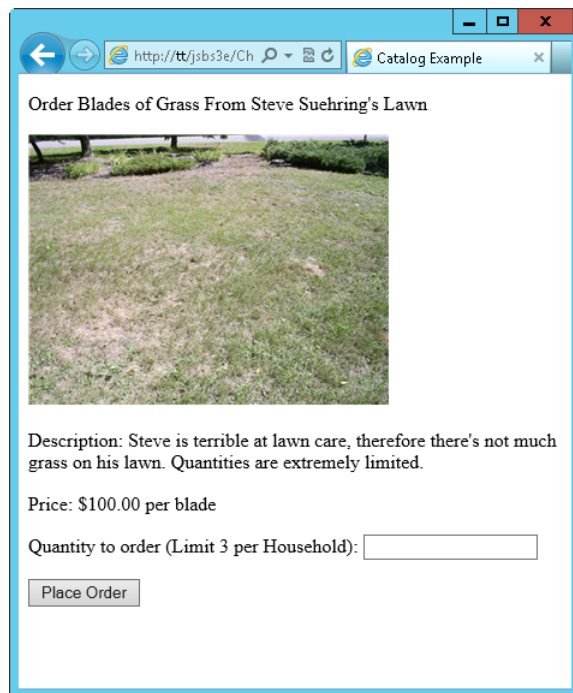 http://tt/jsbs3e/Ch
Catalog Example
Order Blades of Grass From Steve Suehring's Lawn
Description: Steve is terrible at lawn care, therefore there's not much
grass on his lawn. Quantities are extremely limited.
Price: $100.00 per blade
Quantity to order (Limit 3 per Household):
Place Order